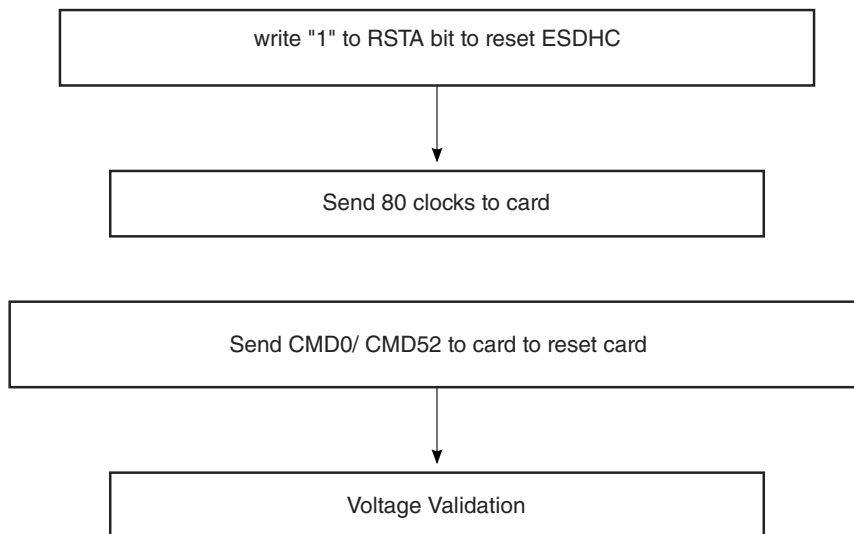 write "1" to RSTA bit to reset ESDHC
Send 80 clocks to card
Send CMD0/ CMD52 to card to reset card
Voltage Validation